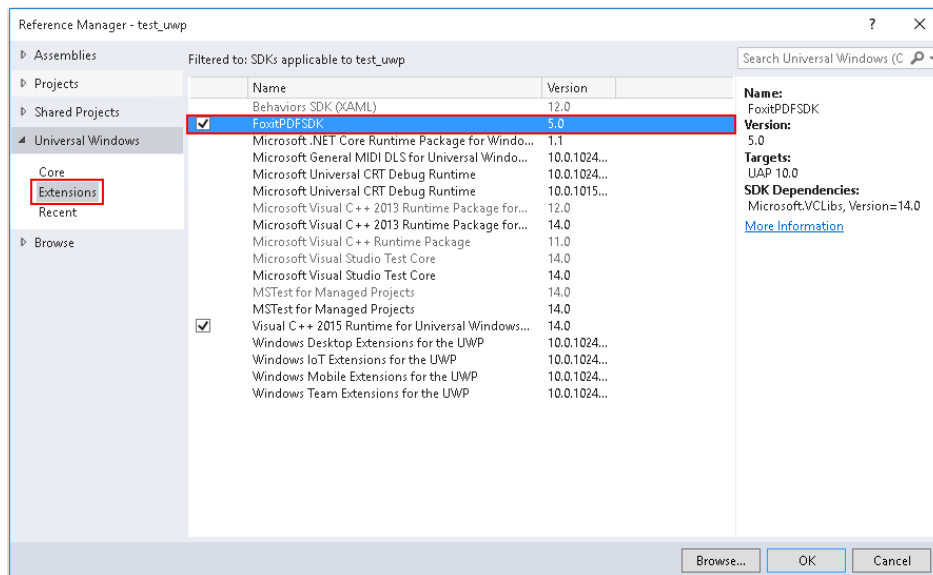 Reference Manager - test_uwp
? ×
Assemblies
Projects
Shared Projects
Universal Windows
Core
Extensions
Recent
Browse
Filtered to: SDKs applicable to test_uwp
Search Universal Windows (C
Name Version
Behaviors SDK (XAML) 12.0
FoxitPDFSDK 5.0
Microsoft .NET Core Runtime Package for Windo... 1.1
Microsoft General MIDI DLS for Universal Windo... 10.0.1024...
Microsoft Universal CRT Debug Runtime 10.0.1024...
Microsoft Universal CRT Debug Runtime 10.0.1015...
Microsoft Visual C++ 2013 Runtime Package for... 12.0
Microsoft Visual C++ 2013 Runtime Package for... 14.0
Microsoft Visual C++ Runtime Package 11.0
Microsoft Visual Studio Test Core 14.0
Microsoft Visual Studio Test Core 14.0
MSTest for Managed Projects 14.0
MSTest for Managed Projects 14.0
Visual C++ 2015 Runtime for Universal Windows... 14.0
Windows Desktop Extensions for the UWP 10.0.1024...
Windows IoT Extensions for the UWP 10.0.1024...
Windows Mobile Extensions for the UWP 10.0.1024...
Windows Team Extensions for the UWP 10.0.1024...
Name:
FoxitPDFSDK
Version:
5.0
Targets:
UAP 10.0
SDK Dependencies:
Microsoft.VCLibs, Version=14.0
More Information
Browse... OK Cancel